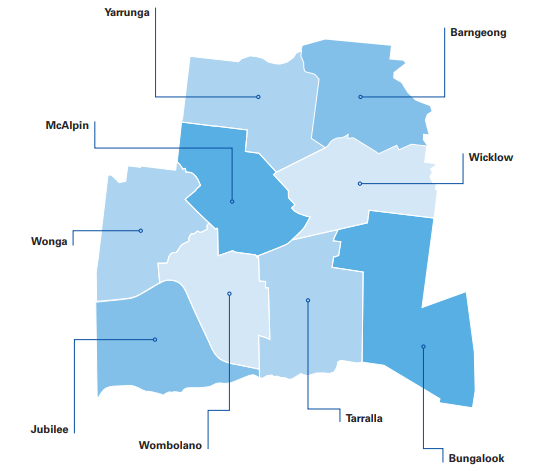 Yarrunga
Barngeong
McAlpin
Wicklow
Wonga
Jubilee
Wombolano
Tarralla
Bungalook